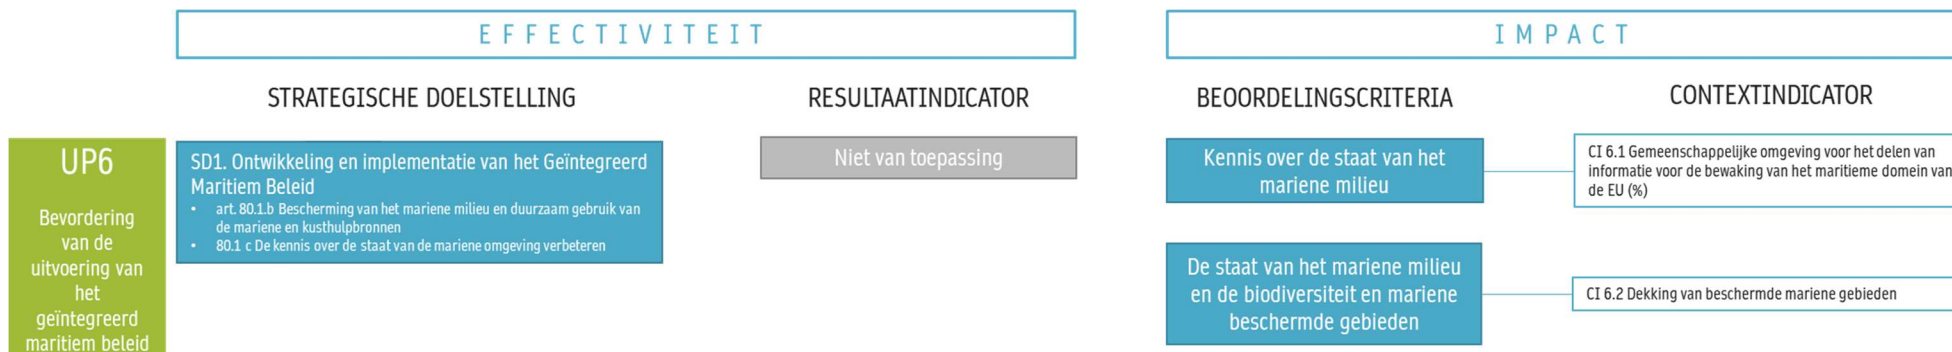 EFFECTIVITEIT
IMPACT
STRATEGISCHE DOELSTELLING
RESULTAATINDICATOR
BEOORDELINGSCRITERIA
CONTEXTINDICATOR
UP6
Bevordering
van de
uitvoering van
het
geïntegreerd
maritiem beleid
SD1. Ontwikkeling en implementatie van het Geïntegreerd
Maritiem Beleid
• art. 80.1.b Bescherming van het mariene milieu en duurzaam gebruik van
de mariene en kusthulpbronnen
• 80.1 c De kennis over de staat van de mariene omgeving verbeteren
Niet van toepassing
Kennis over de staat van het
mariene milieu
CI 6.1 Gemeenschappelijke omgeving voor het delen van
informatie voor de bewaking van het maritieme domein van
de EU (%)
De staat van het mariene milieu
en de biodiversiteit en mariene
beschermde gebieden
CI 6.2 Dekking van beschermde mariene gebieden